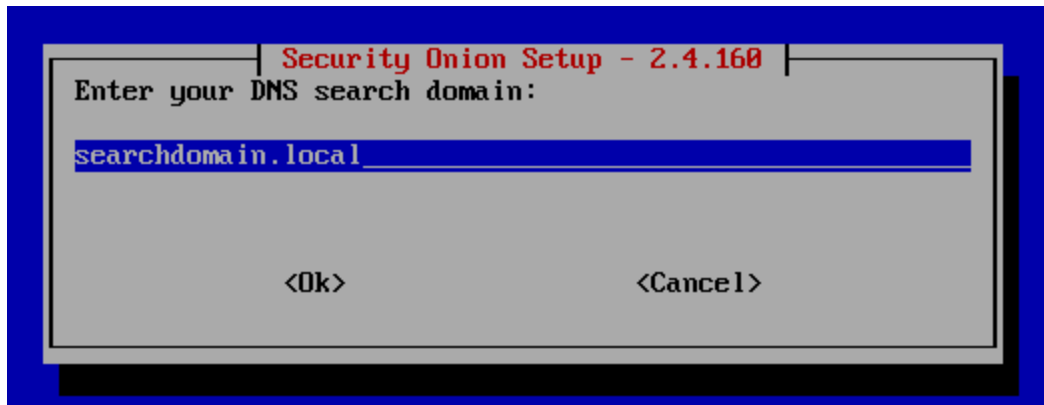 Security Onion Setup - 2.4.160
Enter your DNS search domain:
searchdomain.local
<Ok> <Cancel>